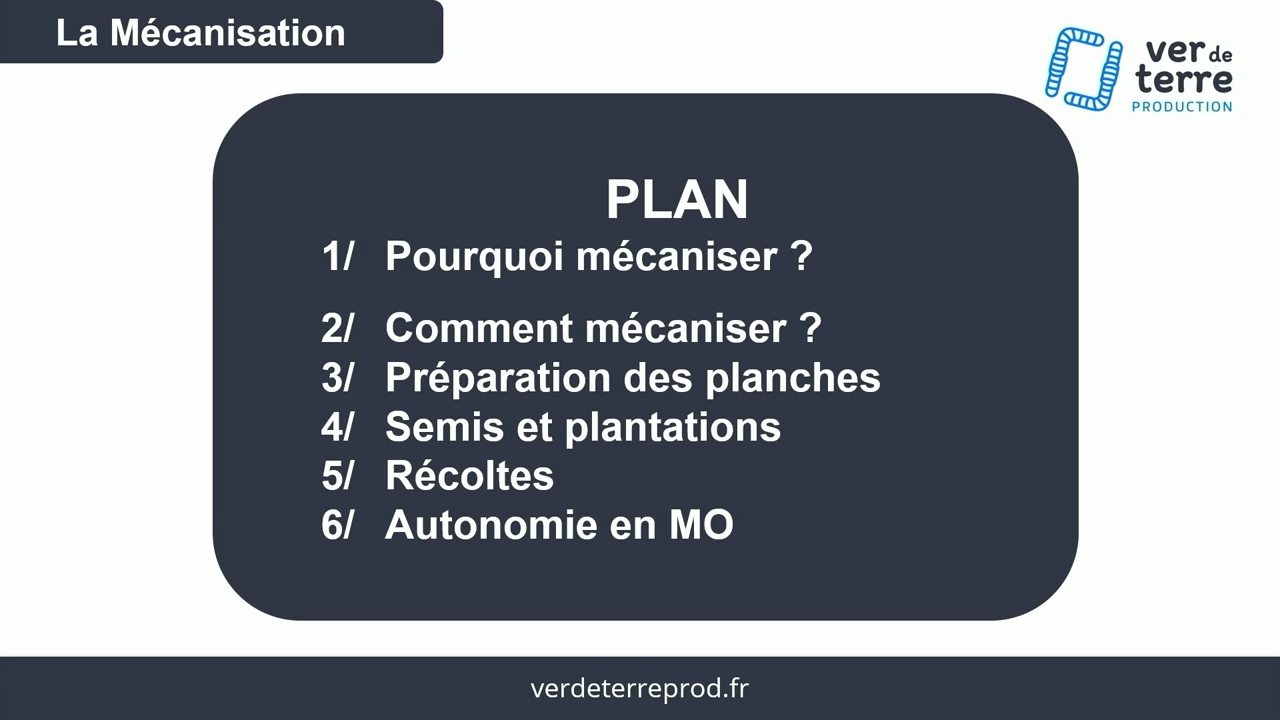 La Mécanisation
ver de
terre
PRODUCTION
PLAN
1/ Pourquoi mécaniser ?
2/ Comment mécaniser ?
3/ Préparation des planches
4/ Semis et plantations
5/ Récoltes
6/ Autonomie en MO
verdeterreprod.fr